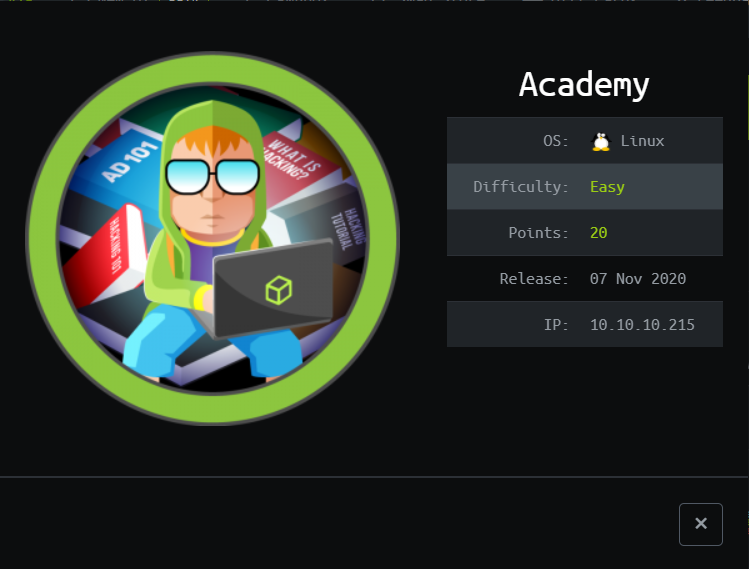 Academy
OS: Linux
Difficulty: Easy
Points: 20
Release: 07 Nov 2020
IP: 10.10.10.215
AD 101
WHAT IS
HACKING?
HACKING
TUTORIAL
HACKING 101